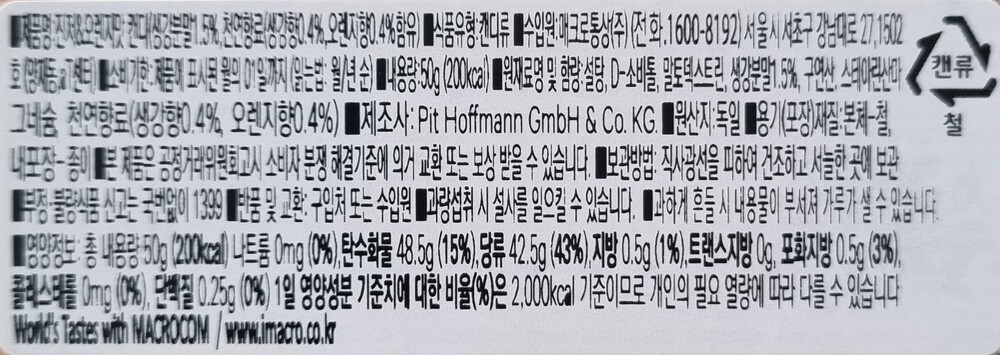 ■제품명:진저&오렌지맛 캔디(생강분말1.5%, 천연향료(생강향0.4%, 오렌지향0.4%함유) ■식품유형:캔디류 ■수입원:매크로통상(주) (전화.1600-8192) 서울시 서초구 강남대로 27, 1502
호 (양재동, aT센터) ■소비기한: 제품에 표시된 월의 01일까지 (읽는법: 월/년 순) ■내용량:50g (200kcal) ■원재료명 및 함량:설탕, D-소비톨, 말토덱스트린, 생강분말1.5%, 구연산, 스테아린산마
그네슘, 천연향료(생강향0.4%, 오렌지향0.4%) ■제조사: Pit Hoffmann GmbH & Co. KG. ■원산지:독일 ■용기(포장)재질:본체-철,
내포장-종이 ■본 제품은 공정거래위원회고시 소비자 분쟁 해결기준에 의거 교환 또는 보상 받을 수 있습니다. ■보관방법: 직사광선을 피하여 건조하고 서늘한 곳에 보관
■부정·불량식품 신고는 국번없이 1399 ■반품 및 교환: 구입처 또는 수입원 ■과량섭취 시 설사를 일으킬 수 있습니다. ■과하게 흔들 시 내용물이 부서져 가루가 샐 수 있습니다.
■영양정보: 총 내용량 50g (200kcal) 나트륨 0mg (0%), 탄수화물 48.5g (15%), 당류 42.5g (43%), 지방 0.5g (1%), 트랜스지방 0g, 포화지방 0.5g (3%),
콜레스테롤 0mg (0%), 단백질 0.25g (0%) 1일 영양성분 기준치에 대한 비율(%)은 2,000kcal 기준이므로 개인의 필요 열량에 따라 다를 수 있습니다
World's Tastes with MACROCOM / www.imacro.co.kr
캔류
철